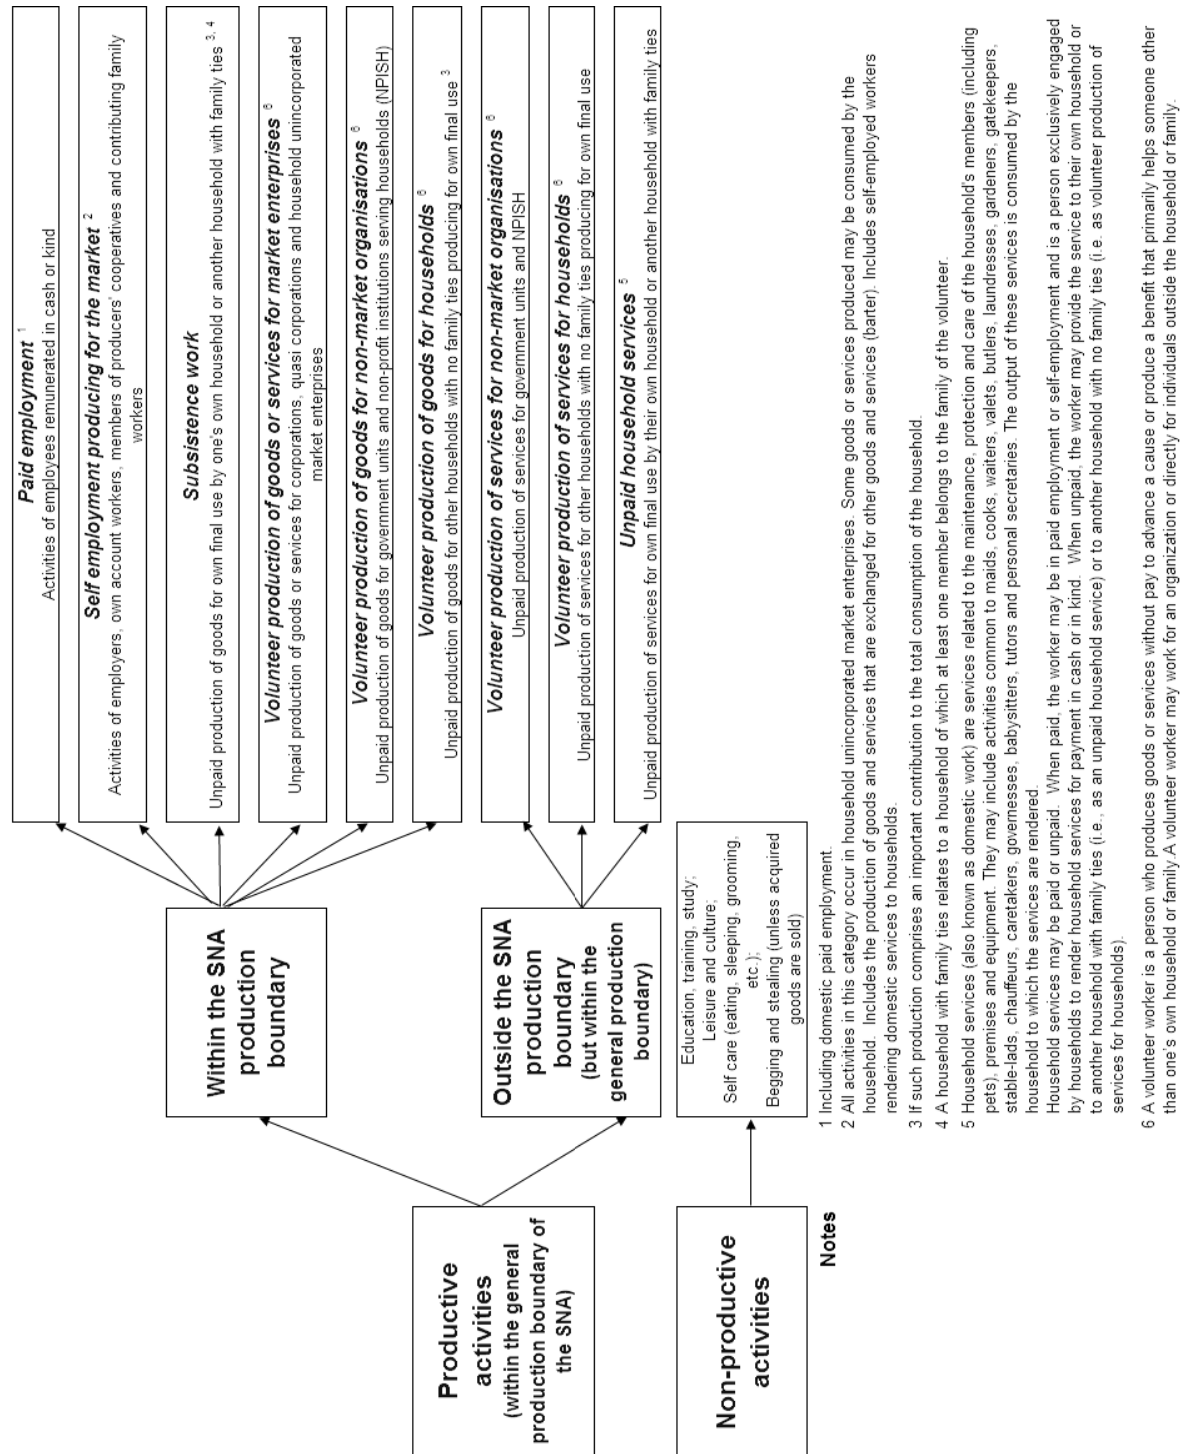 Productive
activities
(within the general
production boundary of
the SNA)
Non-productive
activities
Within the SNA
production
boundary
Outside the SNA
production
boundary
(but within the
general production
boundary)
Education, training, study;
Leisure and culture;
Self care (eating, sleeping, grooming,
etc.);
Begging and stealing (unless acquired
goods are sold)
Paid employment 1
Activities of employees remunerated in cash or kind
Self employment producing for the market 2
Activities of employers, own account workers, members of producers' cooperatives and contributing family
workers
Subsistence work
Unpaid production of goods for own final use by one's own household or another household with family ties 3, 4
Volunteer production of goods or services for market enterprises 6
Unpaid production of goods or services for corporations, quasi corporations and household unincorporated
market enterprises
Volunteer production of goods for non-market organisations 6
Unpaid production of goods for government units and non-profit institutions serving households (NPISH)
Volunteer production of goods for households 6
Unpaid production of goods for other households with no family ties producing for own final use 3
Volunteer production of services for non-market organisations 6
Unpaid production of services for government units and NPISH
Volunteer production of services for households 6
Unpaid production of services for other households with no family ties producing for own final use
Unpaid household services 5
Unpaid production of services for own final use by their own household or another household with family ties
Notes
1 Including domestic paid employment.
2 All activities in this category occur in household unincorporated market enterprises. Some goods or services produced may be consumed by the
household. Includes the production of goods and services that are exchanged for other goods and services (barter). Includes self-employed workers
rendering domestic services to households.
3 If such production comprises an important contribution to the total consumption of the household.
4 A household with family ties relates to a household of which at least one member belongs to the family of the volunteer.
5 Household services (also known as domestic work) are services related to the maintenance, protection and care of the household's members (including
pets), premises and equipment. They may include activities common to maids, cooks, waiters, valets, butlers, laundresses, gardeners, gatekeepers,
stable-lads, chauffeurs, caretakers, governesses, babysitters, tutors and personal secretaries. The output of these services is consumed by the
household to which the services are rendered.
Household services may be paid or unpaid. When paid, the worker may be in paid employment or self-employment and is a person exclusively engaged
by households to render household services for payment in cash or in kind. When unpaid, the worker may provide the service to their own household or
to another household with family ties (i.e., as an unpaid household service) or to another household with no family ties (i.e. as volunteer production of
services for households).
6 A volunteer worker is a person who produces goods or services without pay to advance a cause or produce a benefit that primarily helps someone other
than one's own household or family.A volunteer worker may work for an organization or directly for individuals outside the household or family.